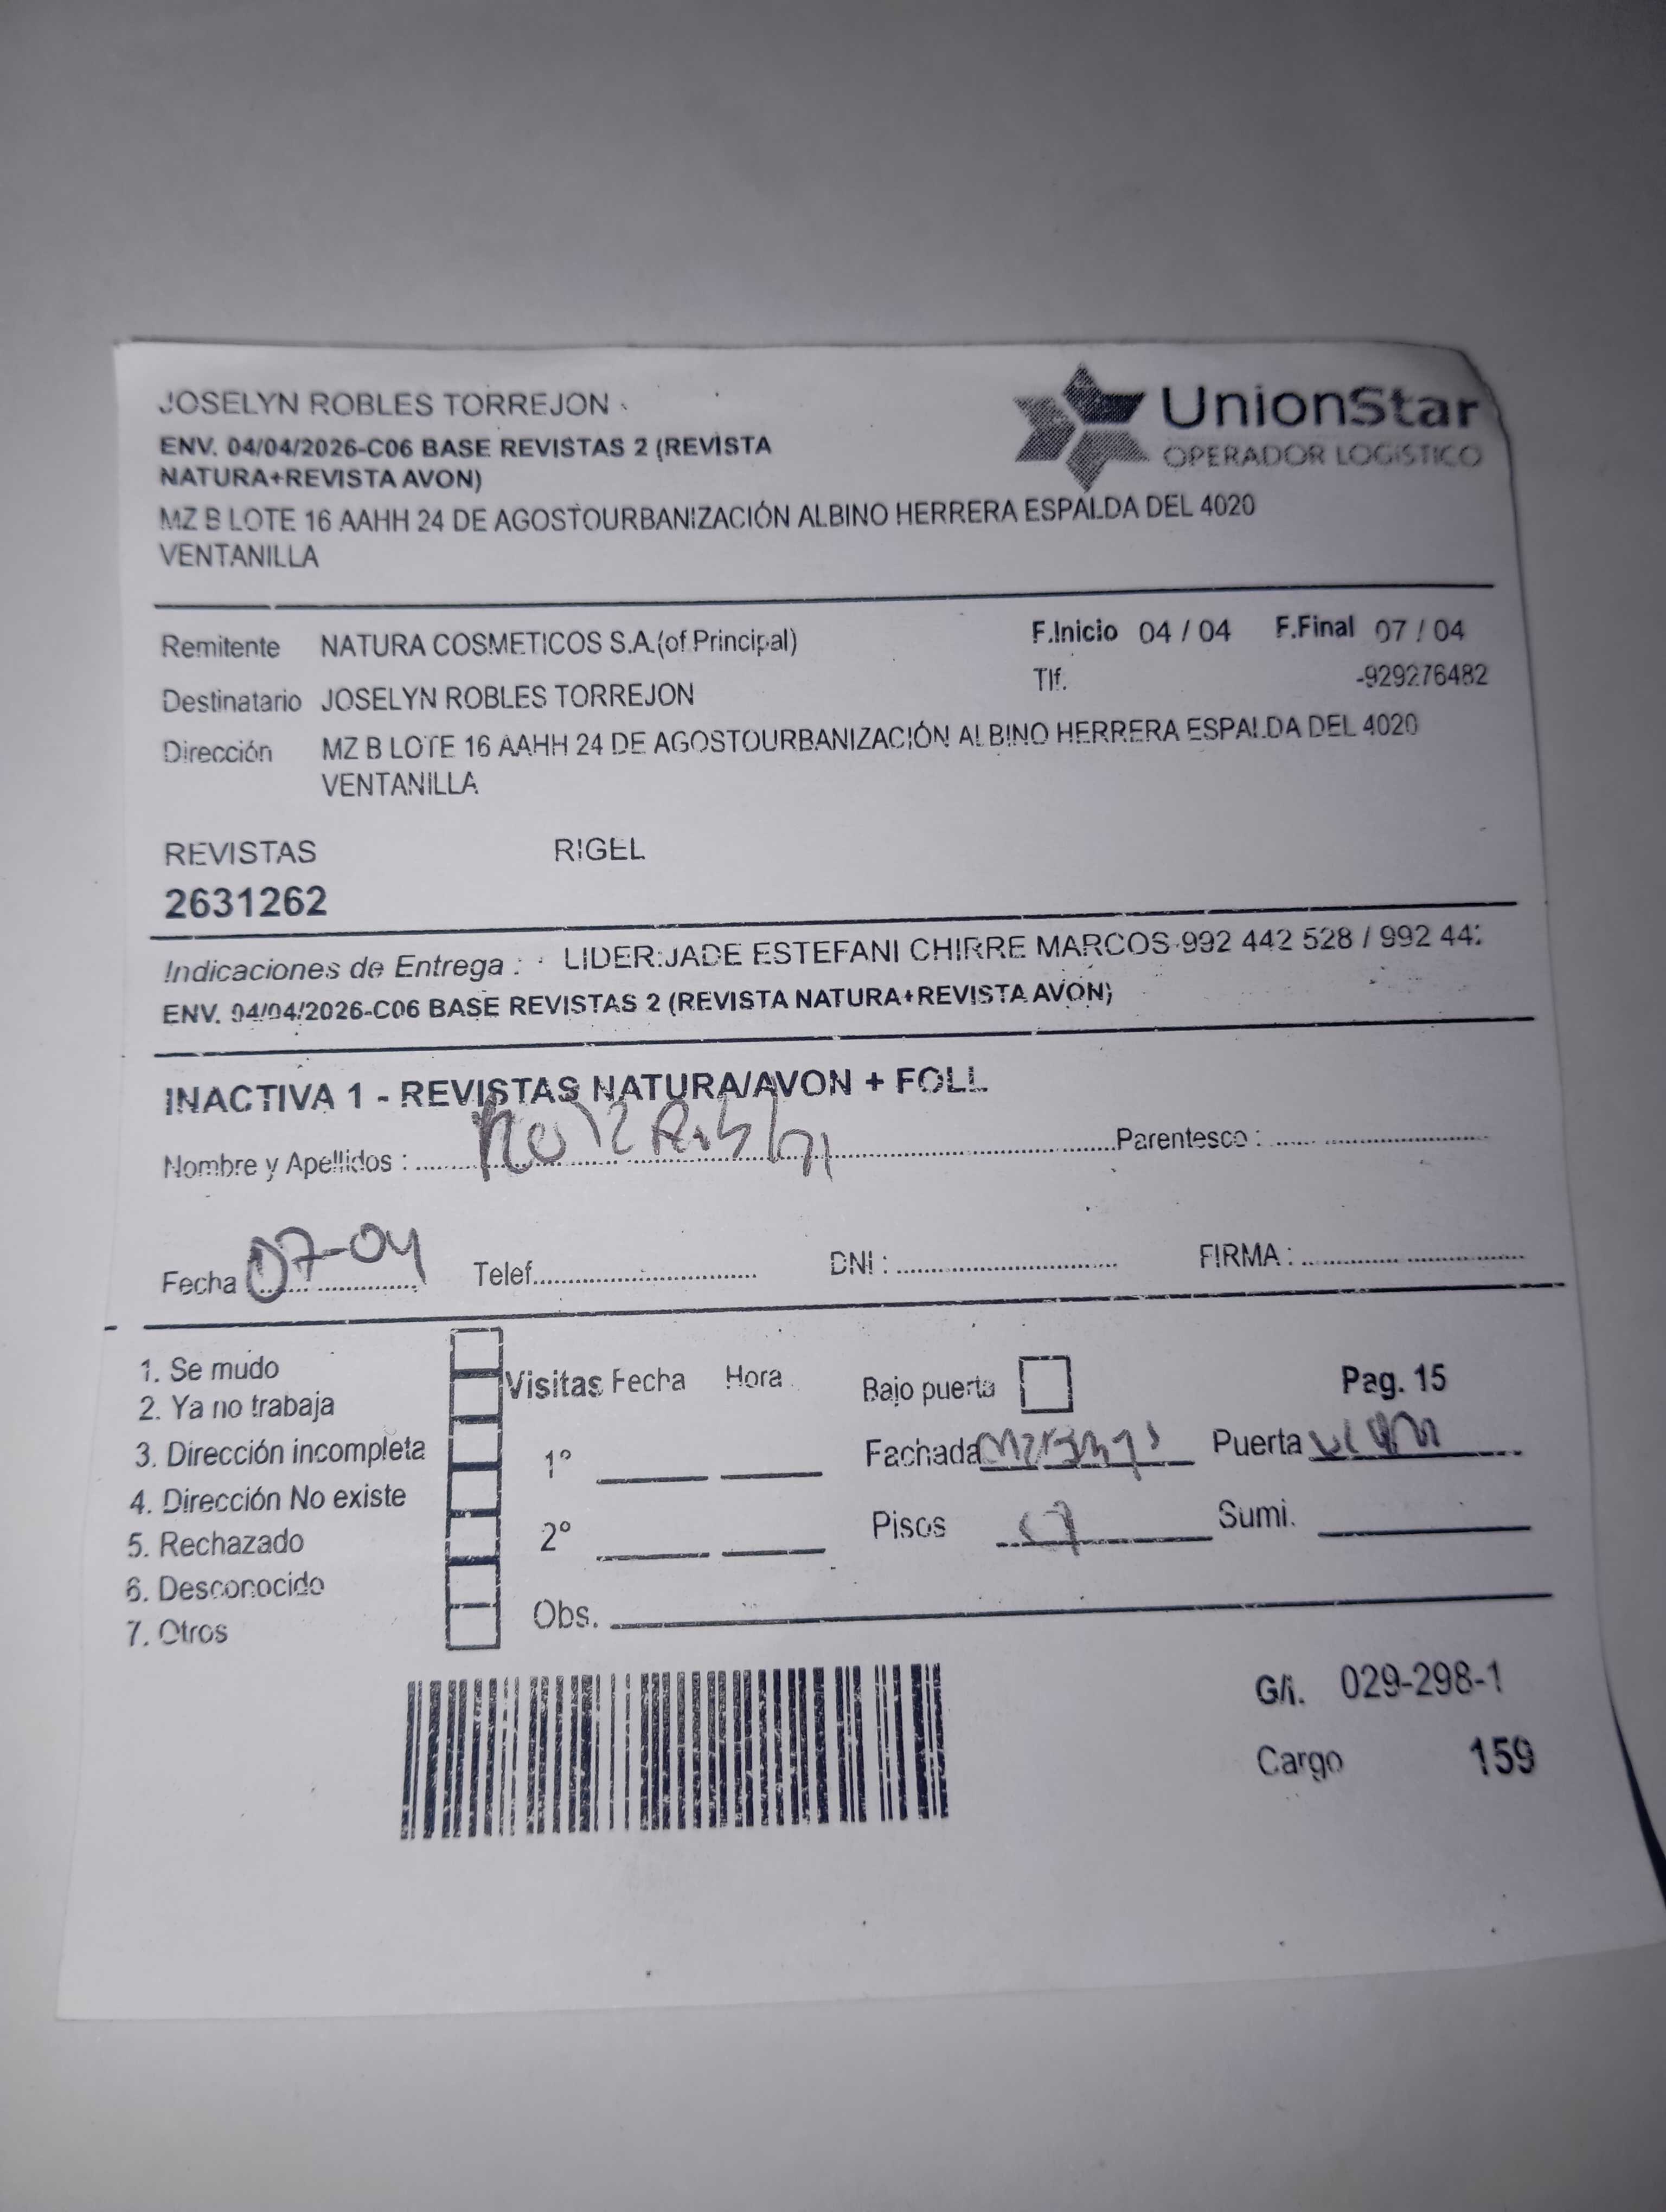 JOSELYN ROBLES TORREJON
UnionStar
OPERADOR LOGISTICO
ENV. 04/04/2026-C06 BASE REVISTAS 2 (REVISTA
NATURA+REVISTA AVON)
MZ B LOTE 16 AAHH 24 DE AGOSTOURBANIZACIÓN ALBINO HERRERA ESPALDA DEL 4020
VENTANILLA
Remitente NATURA COSMETICOS S.A.(of Principal) F.Inicio 04 / 04 F.Final 07 / 04
Tlf. -929276482
Destinatario JOSELYN ROBLES TORREJON
Dirección MZ B LOTE 16 AAHH 24 DE AGOSTOURBANIZACIÓN ALBINO HERRERA ESPALDA DEL 4020
VENTANILLA
REVISTAS RIGEL
2631262
Indicaciones de Entrega : LIDER:JADE ESTEFANI CHIRRE MARCOS-992 442 528 / 992 44
ENV. 04/04/2026-C06 BASE REVISTAS 2 (REVISTA NATURA+REVISTA AVON)
INACTIVA 1 - REVISTAS NATURA/AVON + FOLL
Nombre y Apellidos : Parentesco :
Fecha 07-04 Telef. DNI : FIRMA :
1. Se mudo
2. Ya no trabaja
3. Dirección incompleta
4. Dirección No existe
5. Rechazado
6. Desconocido
7. Otros
Visitas Fecha Hora
1°
2°
Obs.
Bajo puerta
Pag. 15
Fachada Puerta
Pisos Sumi.
G/i. 029-298-1
Cargo 159